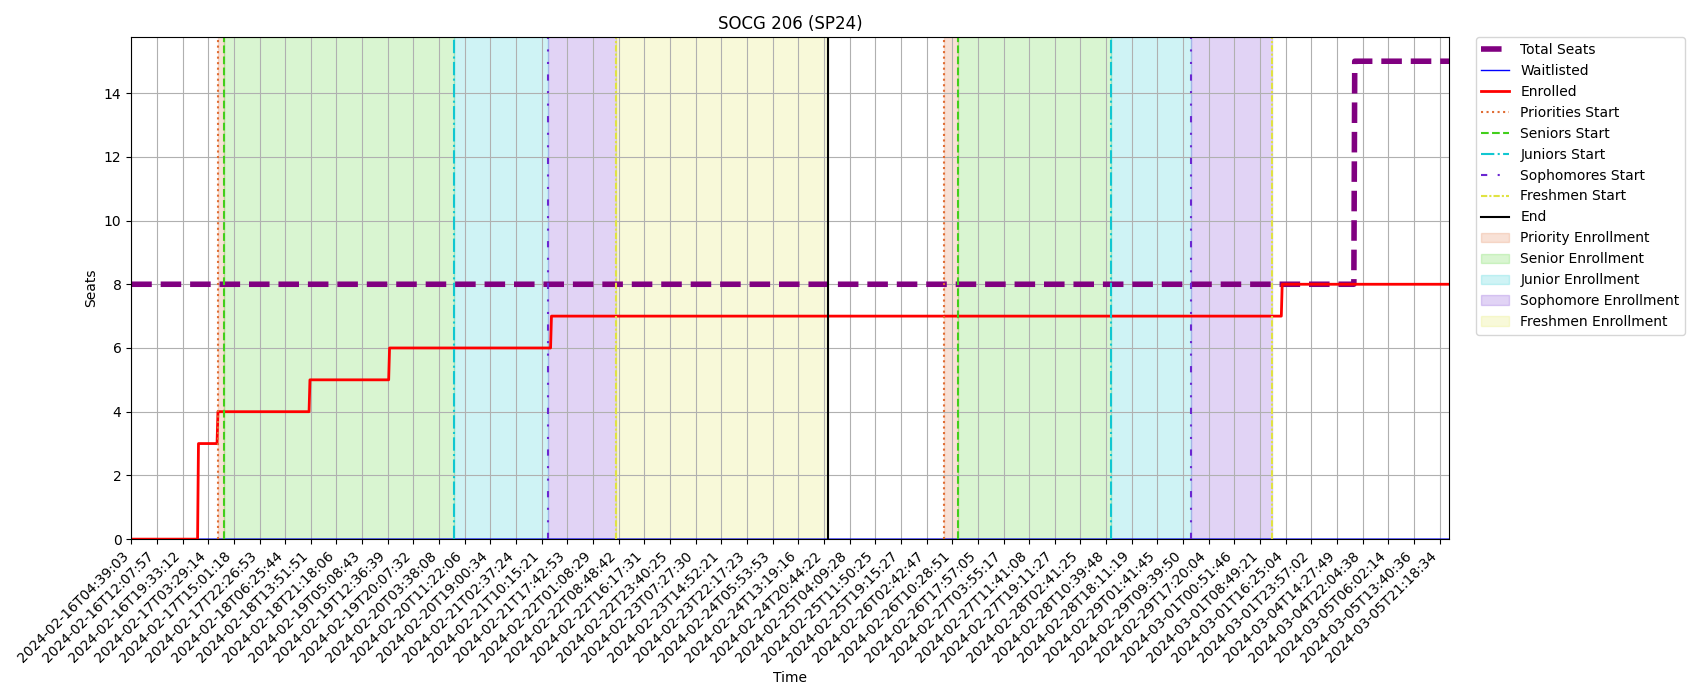 SOCG 206 (SP24)
Seats
14
12
10
8
6
4
2
0
2024-02-16T04:39:03
2024-02-16T12:07:57
2024-02-16T19:33:12
2024-02-17T03:29:14
2024-02-17T15:01:18
2024-02-17T22:26:53
2024-02-18T06:25:44
2024-02-18T13:51:51
2024-02-18T21:18:06
2024-02-19T05:08:43
2024-02-19T12:36:39
2024-02-19T20:07:32
2024-02-20T03:38:08
2024-02-20T11:22:06
2024-02-20T19:00:34
2024-02-21T02:37:24
2024-02-21T10:15:21
2024-02-21T17:42:53
2024-02-22T01:08:29
2024-02-22T08:48:42
2024-02-22T16:17:31
2024-02-22T23:40:25
2024-02-23T07:27:30
2024-02-23T14:52:21
2024-02-23T22:17:23
2024-02-24T05:53:53
2024-02-24T13:19:16
2024-02-24T20:44:22
2024-02-25T04:09:28
2024-02-25T11:50:25
2024-02-25T19:15:27
2024-02-26T02:42:47
2024-02-26T10:28:51
2024-02-26T17:57:05
2024-02-27T03:55:17
2024-02-27T11:41:08
2024-02-27T19:11:27
2024-02-28T02:41:25
2024-02-28T10:39:48
2024-02-28T18:11:19
2024-02-29T01:41:45
2024-02-29T09:39:50
2024-02-29T17:20:04
2024-03-01T00:51:46
2024-03-01T08:49:21
2024-03-01T16:25:04
2024-03-01T23:57:02
2024-03-04T14:27:49
2024-03-04T22:04:38
2024-03-05T06:02:14
2024-03-05T13:40:36
2024-03-05T21:18:34
Time
Total Seats
Waitlisted
Enrolled
Priorities Start
Seniors Start
Juniors Start
Sophomores Start
Freshmen Start
End
Priority Enrollment
Senior Enrollment
Junior Enrollment
Sophomore Enrollment
Freshmen Enrollment